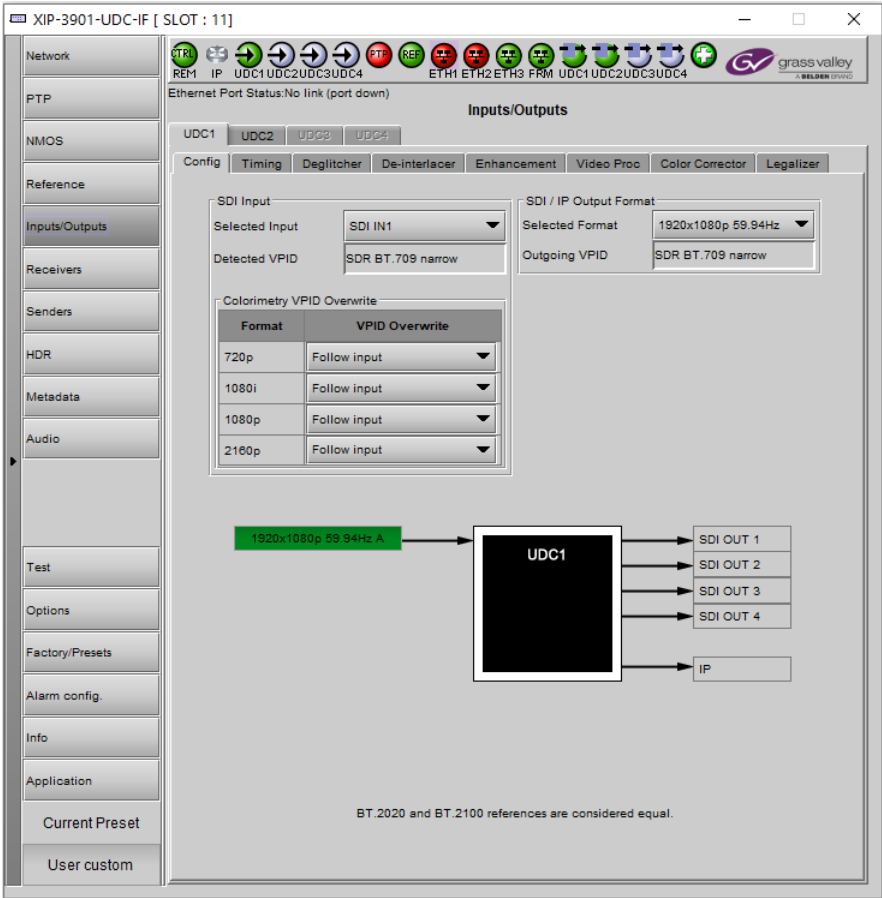 XIP-3901-UDC-IF [ SLOT : 11]
Network
PTP
NMOS
Reference
Inputs/Outputs
Receivers
Senders
HDR
Metadata
Audio
Test
Options
Factory/Presets
Alarm config.
Info
Application
Current Preset
User custom
CTRL PTP REF
REM IP UDC1 UDC2 UDC3 UDC4 ETH1 ETH2 ETH3 FRM UDC1 UDC2 UDC3 UDC4
GV grass valley
A BELDEN BRAND
Ethernet Port Status:No link (port down)
Inputs/Outputs
UDC1 UDC2 UDC3 UDC4
Config Timing Deglitcher De-interlacer Enhancement Video Proc Color Corrector Legalizer
SDI Input
Selected Input SDI IN1
Detected VPID SDR BT.709 narrow
SDI / IP Output Format
Selected Format 1920x1080p 59.94Hz
Outgoing VPID SDR BT.709 narrow
Colorimetry VPID Overwrite
Format VPID Overwrite
720p Follow input
1080i Follow input
1080p Follow input
2160p Follow input
1920x1080p 59.94Hz A
UDC1
SDI OUT 1
SDI OUT 2
SDI OUT 3
SDI OUT 4
IP
BT.2020 and BT.2100 references are considered equal.